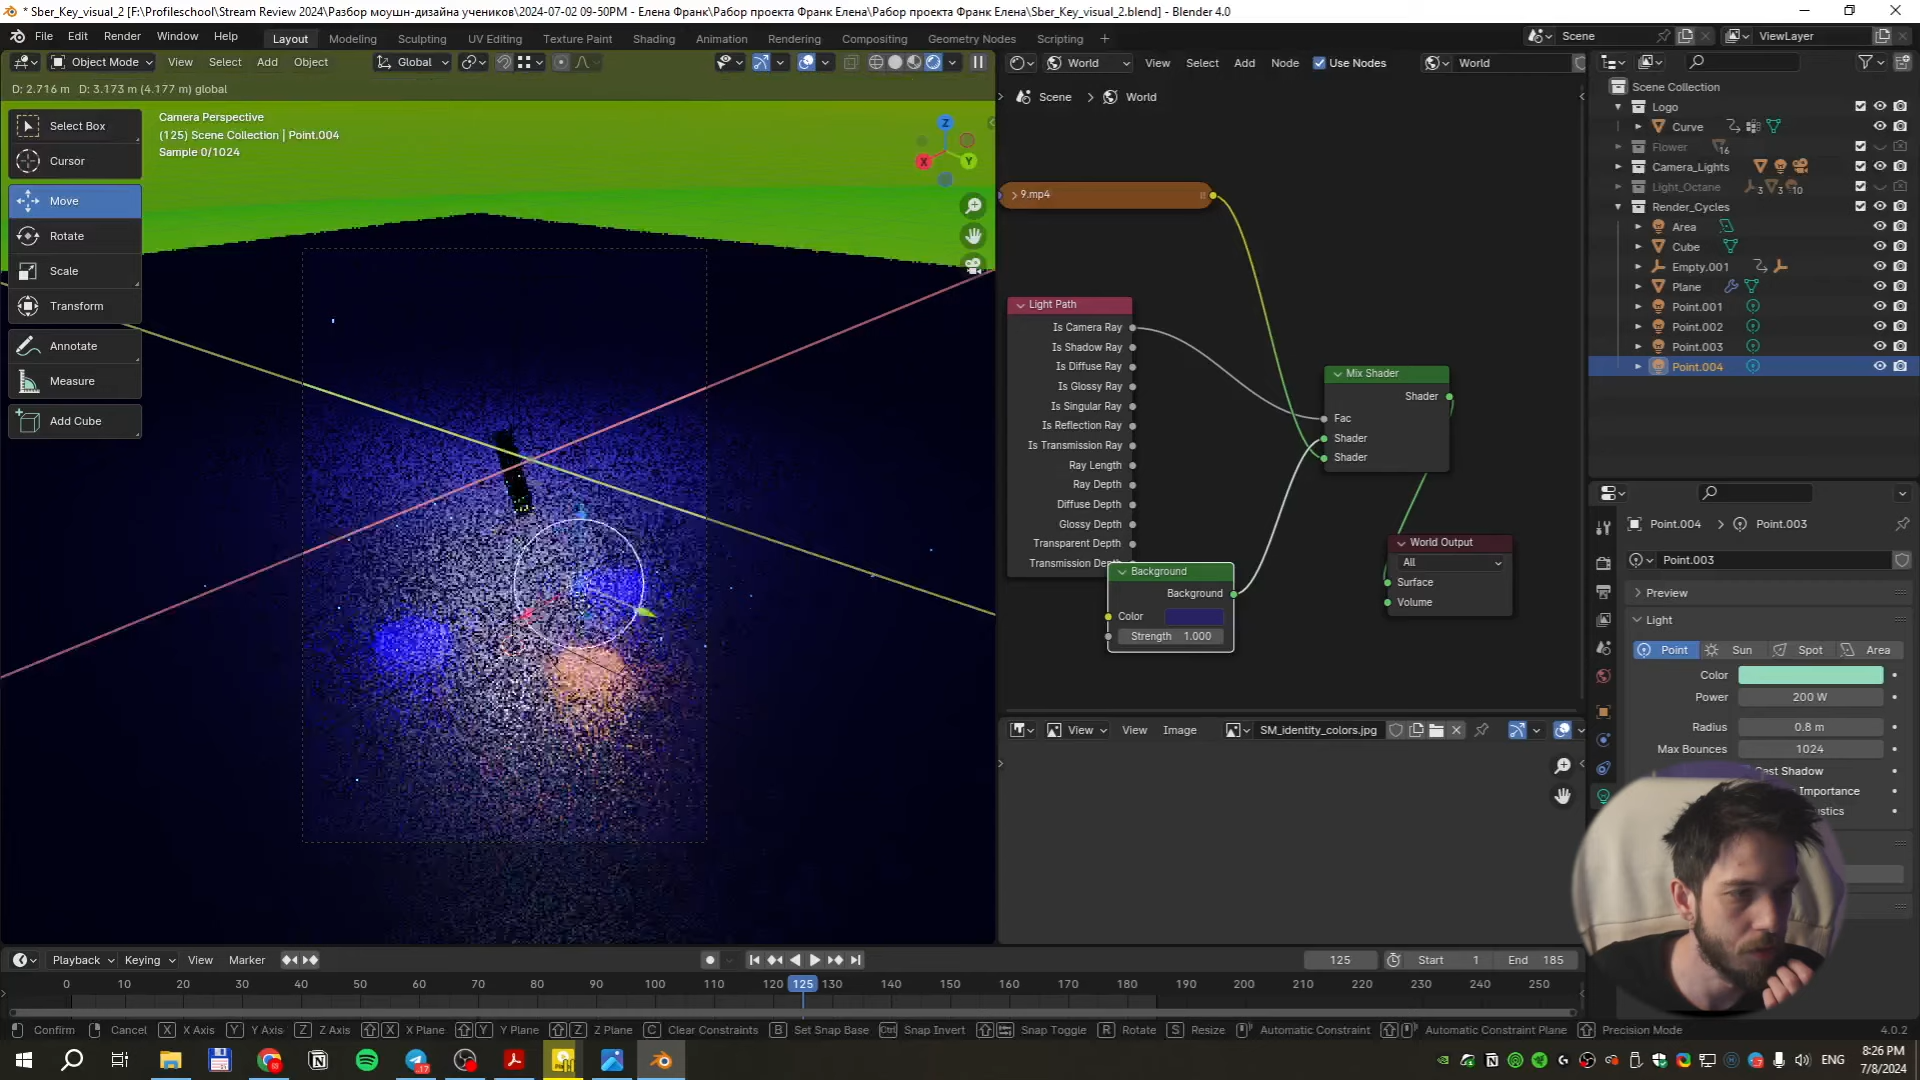 * Sber_Key_visual_2 [F:\Profileschool\Stream Review 2024\Разбор моушн-дизайна учеников\2024-07-02 09-50PM - Елена Франк\Рабор проекта Франк Елена\Рабор проекта Франк Елена\Sber_Key_visual_2.blend] - Blender 4.0
File Edit Render Window Help Layout Modeling Sculpting UV Editing Texture Paint Shading Animation Rendering Compositing Geometry Nodes Scripting + Scene ViewLayer
Object Mode View Select Add Object Global
World View Select Add Node Use Nodes World
D: 2.716 m D: 3.173 m (4.177 m) global
Select Box
Cursor
Move
Rotate
Scale
Transform
Annotate
Measure
Add Cube
Camera Perspective
(125) Scene Collection | Point.004
Sample 0/1024
Z
X
Y
Scene > World
9.mp4
Light Path
Is Camera Ray
Is Shadow Ray
Is Diffuse Ray
Is Glossy Ray
Is Singular Ray
Is Reflection Ray
Is Transmission Ray
Ray Length
Ray Depth
Diffuse Depth
Glossy Depth
Transparent Depth
Transmission Dep
Background
Background
Color
Strength 1.000
Mix Shader
Shader
Fac
Shader
Shader
World Output
All
Surface
Volume
View View Image SM_identity_colors.jpg
Scene Collection
Logo
Curve
Flower 16
Camera_Lights
Light_Octane 3 3 10
Render_Cycles
Area
Cube
Empty.001
Plane
Point.001
Point.002
Point.003
Point.004
Point.004 > Point.003
Point.003
Preview
Light
Point Sun Spot Area
Color
Power 200 W
Radius 0.8 m
Max Bounces 1024
Cast Shadow
Importance
ustics
Playback Keying View Marker 125 Start 1 End 185
0 10 20 30 40 50 60 70 80 90 100 110 120 125 130 140 150 160 170 180 190 200 210 220 230 240 250
Confirm Cancel X X Axis Y Y Axis Z Z Axis X X Plane Y Y Plane Z Z Plane C Clear Constraints B Set Snap Base Ctrl Snap Invert Snap Toggle R Rotate S Resize Automatic Constraint Automatic Constraint Plane Precision Mode 4.0.2
17 ENG
8:26 PM
7/8/2024